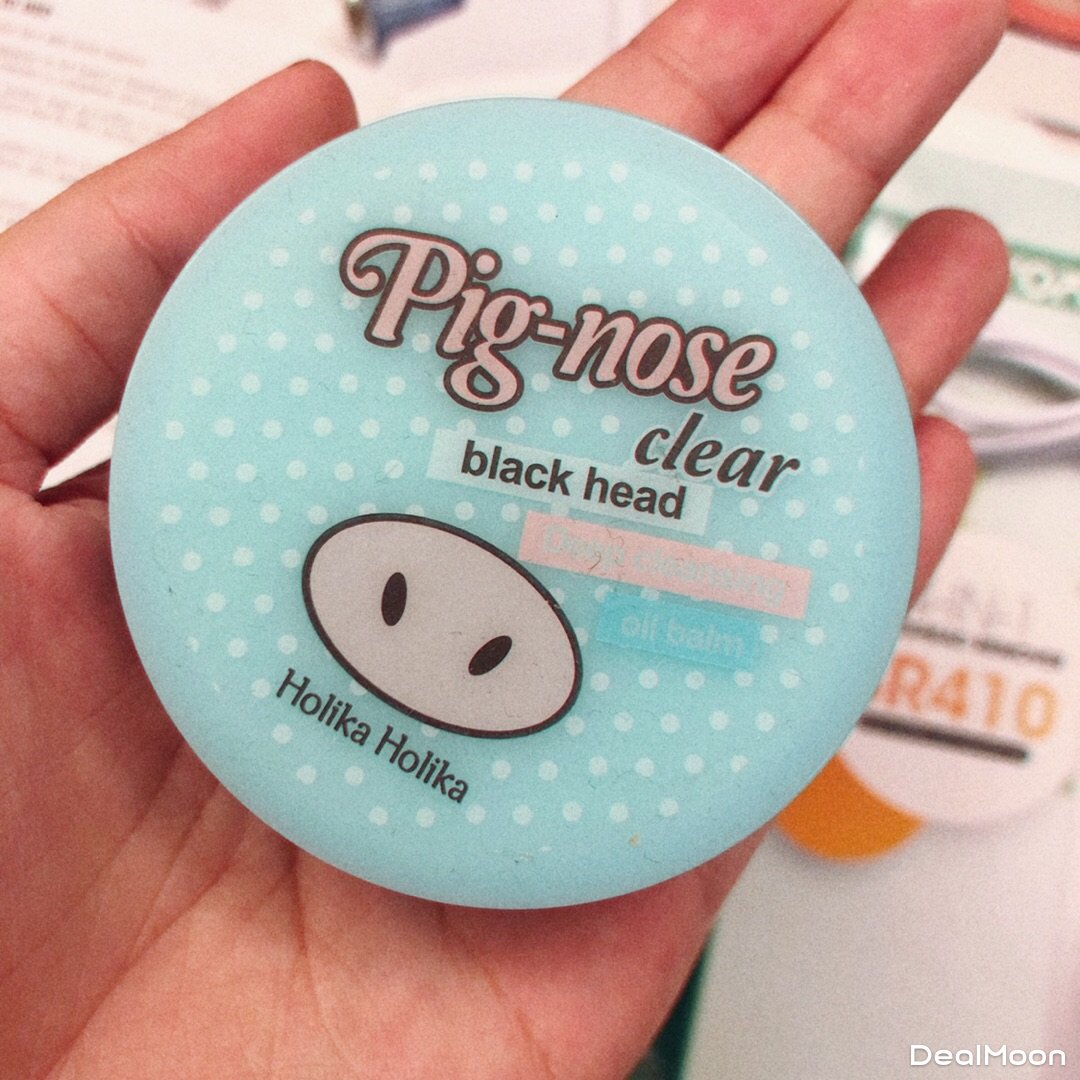 Pig-nose
clear
black head
Deep cleansing
oil balm
Holika Holika
R410
DealMoon